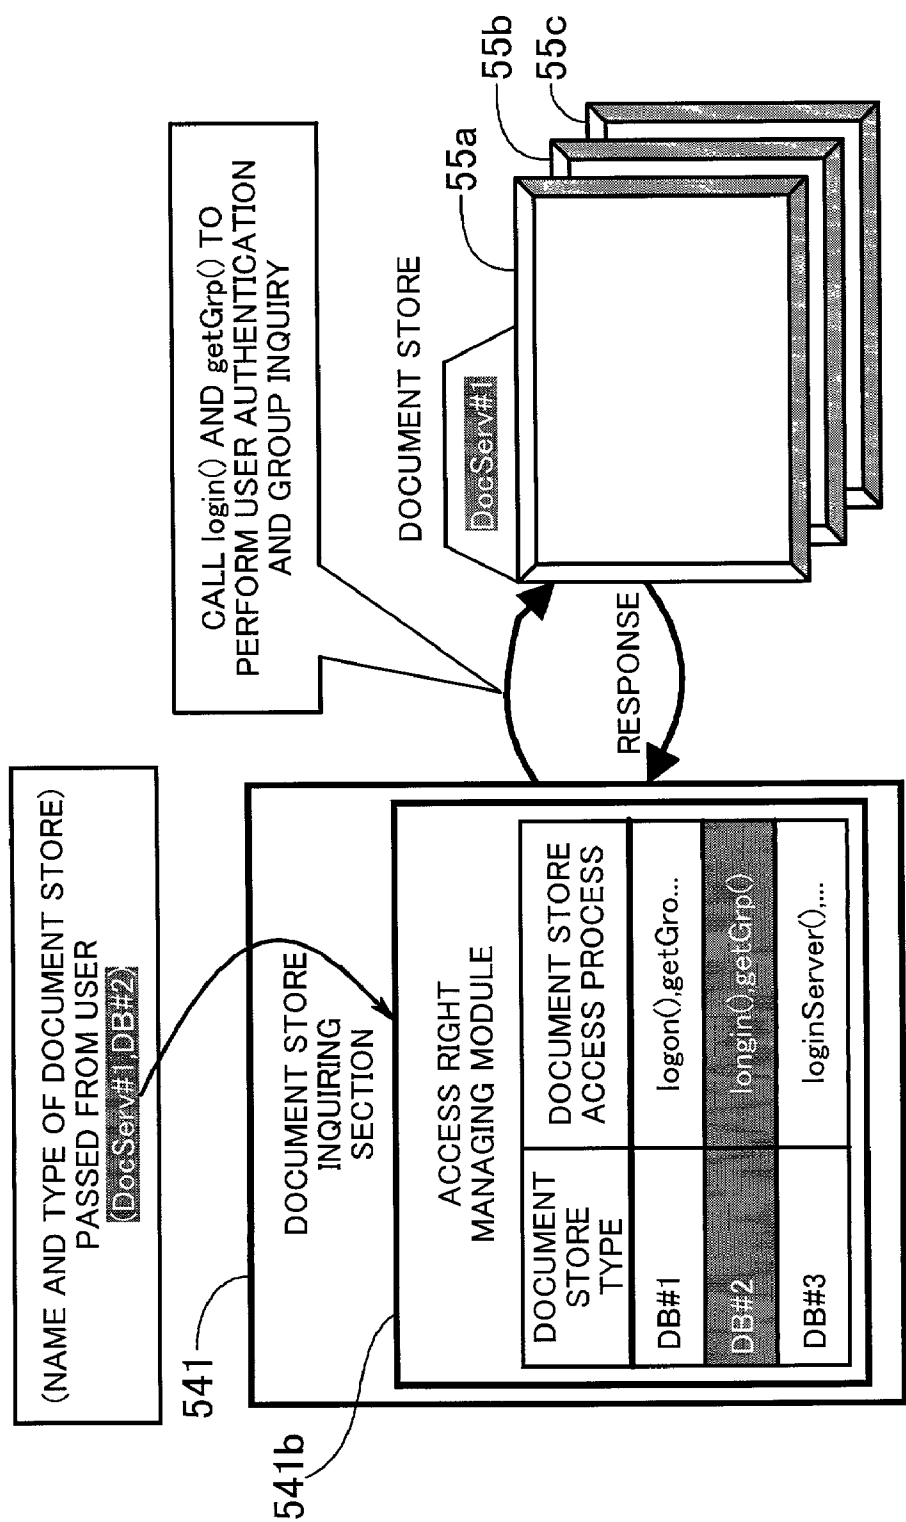 (NAME AND TYPE OF DOCUMENT STORE)
PASSED FROM USER
(DocServ#1,DB#2)
541
541b
DOCUMENT STORE
INQUIRING
SECTION
ACCESS RIGHT
MANAGING MODULE
DOCUMENT
STORE
TYPE
DOCUMENT STORE
ACCESS PROCESS
DB#1
logon(),getGro...
DB#2
longin(),getGrp()
DB#3
loginServer(),...
CALL login() AND getGrp() TO
PERFORM USER AUTHENTICATION
AND GROUP INQUIRY
RESPONSE
DOCUMENT STORE
DocServ#1
55a
55b
55c